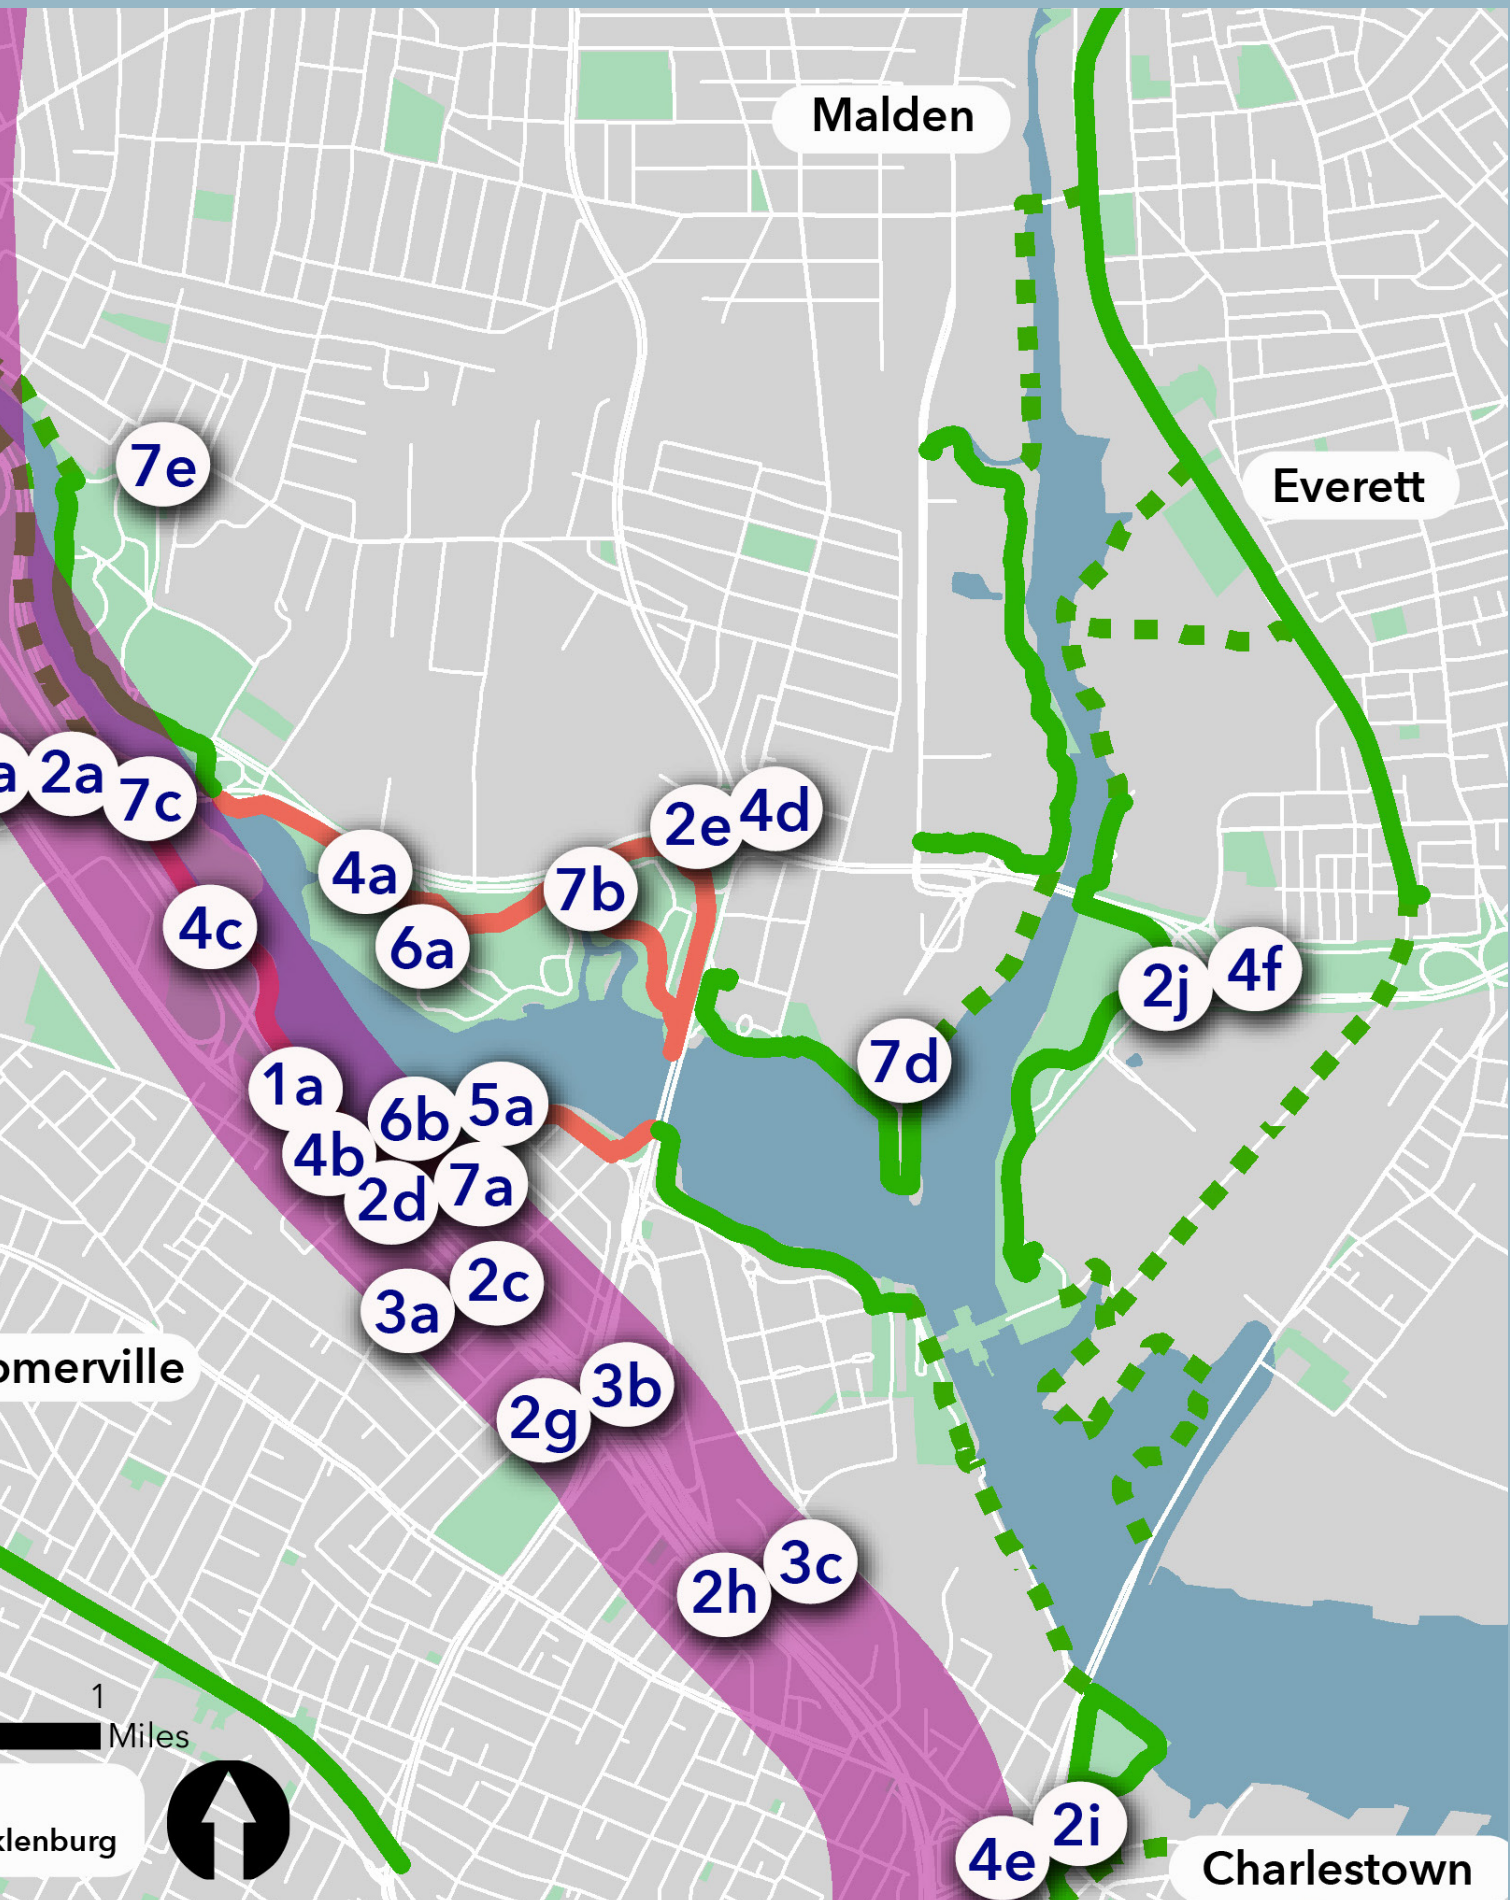 Malden
7e
Everett
a
2a
7c
2e
4d
4a
7b
4c
6a
2j
4f
7d
1a
6b
5a
4b
2d
7a
2c
3a
omerville
3b
2g
3c
2h
1
Miles
klenburg
2i
4e
Charlestown